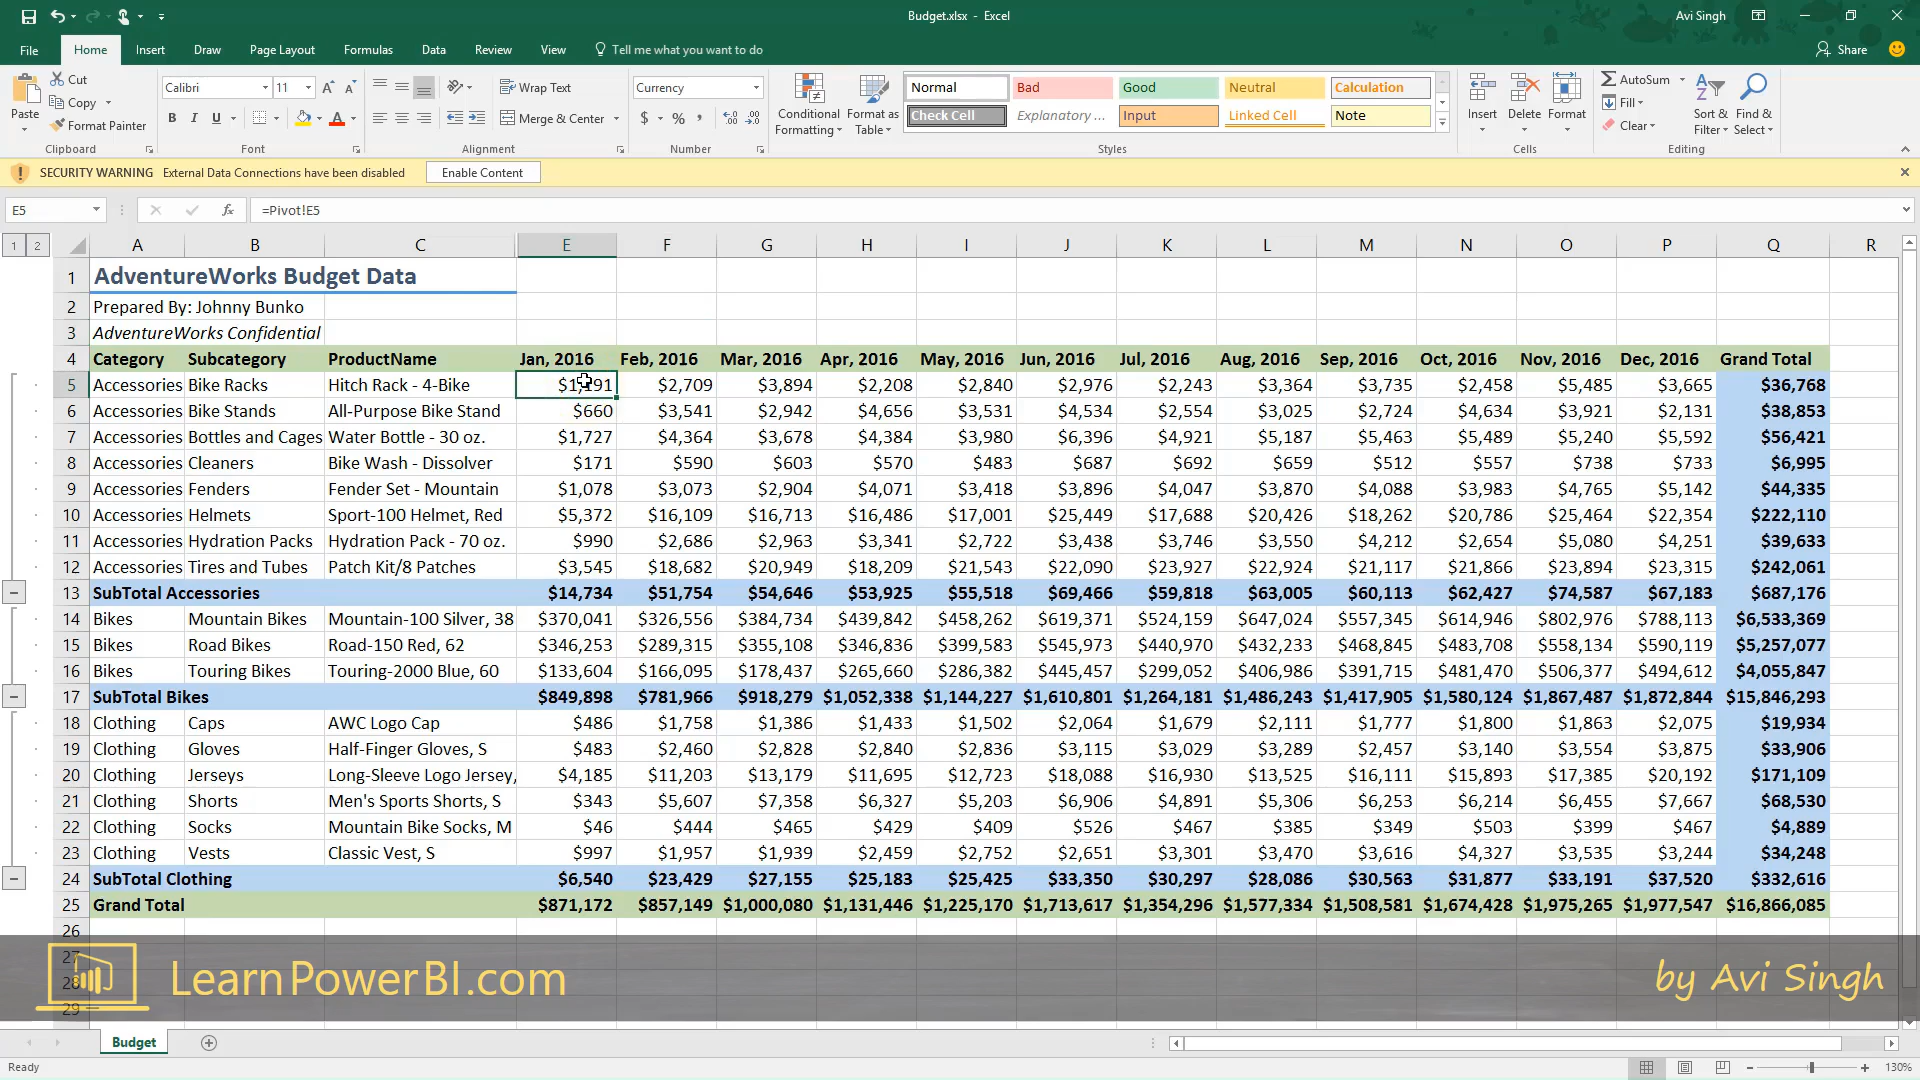 Budget.xlsx - Excel
Avi Singh
File Home Insert Draw Page Layout Formulas Data Review View Tell me what you want to do Share
Cut
Copy
Format Painter
Paste
Clipboard
Calibri 11
B I U
Font
Wrap Text
Merge & Center
Alignment
Currency
$ % ,
Number
Conditional Formatting
Format as Table
Normal Bad Good Neutral Calculation
Check Cell Explanatory ... Input Linked Cell Note
Styles
Insert Delete Format
Cells
AutoSum
Fill
Clear
Sort & Filter
Find & Select
Editing
SECURITY WARNING External Data Connections have been disabled Enable Content
E5 fx =Pivot!E5
1 2 A B C E F G H I J K L M N O P Q R
1 AdventureWorks Budget Data
2 Prepared By: Johnny Bunko
3 AdventureWorks Confidential
4 Category Subcategory ProductName Jan, 2016 Feb, 2016 Mar, 2016 Apr, 2016 May, 2016 Jun, 2016 Jul, 2016 Aug, 2016 Sep, 2016 Oct, 2016 Nov, 2016 Dec, 2016 Grand Total
5 Accessories Bike Racks Hitch Rack - 4-Bike $1,191 $2,709 $3,894 $2,208 $2,840 $2,976 $2,243 $3,364 $3,735 $2,458 $5,485 $3,665 $36,768
6 Accessories Bike Stands All-Purpose Bike Stand $660 $3,541 $2,942 $4,656 $3,531 $4,534 $2,554 $3,025 $2,724 $4,634 $3,921 $2,131 $38,853
7 Accessories Bottles and Cages Water Bottle - 30 oz. $1,727 $4,364 $3,678 $4,384 $3,980 $6,396 $4,921 $5,187 $5,463 $5,489 $5,240 $5,592 $56,421
8 Accessories Cleaners Bike Wash - Dissolver $171 $590 $603 $570 $483 $687 $692 $659 $512 $557 $738 $733 $6,995
9 Accessories Fenders Fender Set - Mountain $1,078 $3,073 $2,904 $4,071 $3,418 $3,896 $4,047 $3,870 $4,088 $3,983 $4,765 $5,142 $44,335
10 Accessories Helmets Sport-100 Helmet, Red $5,372 $16,109 $16,713 $16,486 $17,001 $25,449 $17,688 $20,426 $18,262 $20,786 $25,464 $22,354 $222,110
11 Accessories Hydration Packs Hydration Pack - 70 oz. $990 $2,686 $2,963 $3,341 $2,722 $3,438 $3,746 $3,550 $4,212 $2,654 $5,080 $4,251 $39,633
12 Accessories Tires and Tubes Patch Kit/8 Patches $3,545 $18,682 $20,949 $18,209 $21,543 $22,090 $23,927 $22,924 $21,117 $21,866 $23,894 $23,315 $242,061
13 SubTotal Accessories $14,734 $51,754 $54,646 $53,925 $55,518 $69,466 $59,818 $63,005 $60,113 $62,427 $74,587 $67,183 $687,176
14 Bikes Mountain Bikes Mountain-100 Silver, 38 $370,041 $326,556 $384,734 $439,842 $458,262 $619,371 $524,159 $647,024 $557,345 $614,946 $802,976 $788,113 $6,533,369
15 Bikes Road Bikes Road-150 Red, 62 $346,253 $289,315 $355,108 $346,836 $399,583 $545,973 $440,970 $432,233 $468,845 $483,708 $558,134 $590,119 $5,257,077
16 Bikes Touring Bikes Touring-2000 Blue, 60 $133,604 $166,095 $178,437 $265,660 $286,382 $445,457 $299,052 $406,986 $391,715 $481,470 $506,377 $494,612 $4,055,847
17 SubTotal Bikes $849,898 $781,966 $918,279 $1,052,338 $1,144,227 $1,610,801 $1,264,181 $1,486,243 $1,417,905 $1,580,124 $1,867,487 $1,872,844 $15,846,293
18 Clothing Caps AWC Logo Cap $486 $1,758 $1,386 $1,433 $1,502 $2,064 $1,679 $2,111 $1,777 $1,800 $1,863 $2,075 $19,934
19 Clothing Gloves Half-Finger Gloves, S $483 $2,460 $2,828 $2,840 $2,836 $3,115 $3,029 $3,289 $2,457 $3,140 $3,554 $3,875 $33,906
20 Clothing Jerseys Long-Sleeve Logo Jersey, $4,185 $11,203 $13,179 $11,695 $12,723 $18,088 $16,930 $13,525 $16,111 $15,893 $17,385 $20,192 $171,109
21 Clothing Shorts Men's Sports Shorts, S $343 $5,607 $7,358 $6,327 $5,203 $6,906 $4,891 $5,306 $6,253 $6,214 $6,455 $7,667 $68,530
22 Clothing Socks Mountain Bike Socks, M $46 $444 $465 $429 $409 $526 $467 $385 $349 $503 $399 $467 $4,889
23 Clothing Vests Classic Vest, S $997 $1,957 $1,939 $2,459 $2,752 $2,651 $3,301 $3,470 $3,616 $4,327 $3,535 $3,244 $34,248
24 SubTotal Clothing $6,540 $23,429 $27,155 $25,183 $25,425 $33,350 $30,297 $28,086 $30,563 $31,877 $33,191 $37,520 $332,616
25 Grand Total $871,172 $857,149 $1,000,080 $1,131,446 $1,225,170 $1,713,617 $1,354,296 $1,577,334 $1,508,581 $1,674,428 $1,975,265 $1,977,547 $16,866,085
26
27
28
29
LearnPowerBI.com by Avi Singh
Budget
Ready 130%